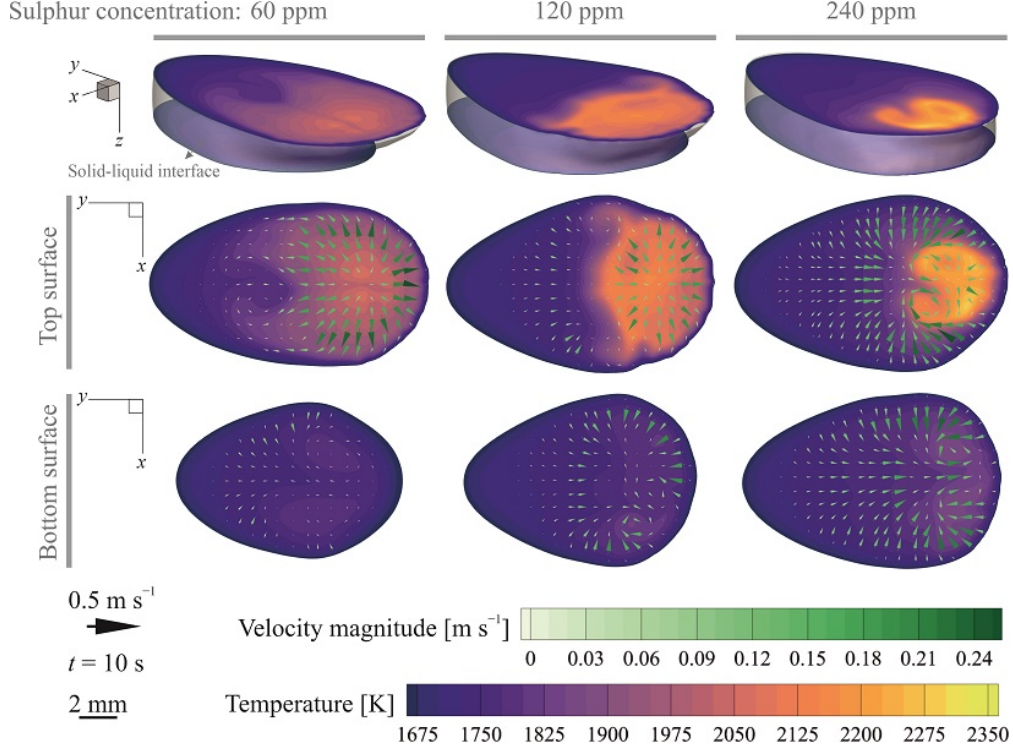 Sulphur concentration: 60 ppm 120 ppm 240 ppm
y
x
z
Solid-liquid interface
Top surface
y
x
Bottom surface
y
x
0.5 m s⁻¹
t = 10 s
2 mm
Velocity magnitude [m s⁻¹]
0 0.03 0.06 0.09 0.12 0.15 0.18 0.21 0.24
Temperature [K]
1675 1750 1825 1900 1975 2050 2125 2200 2275 2350